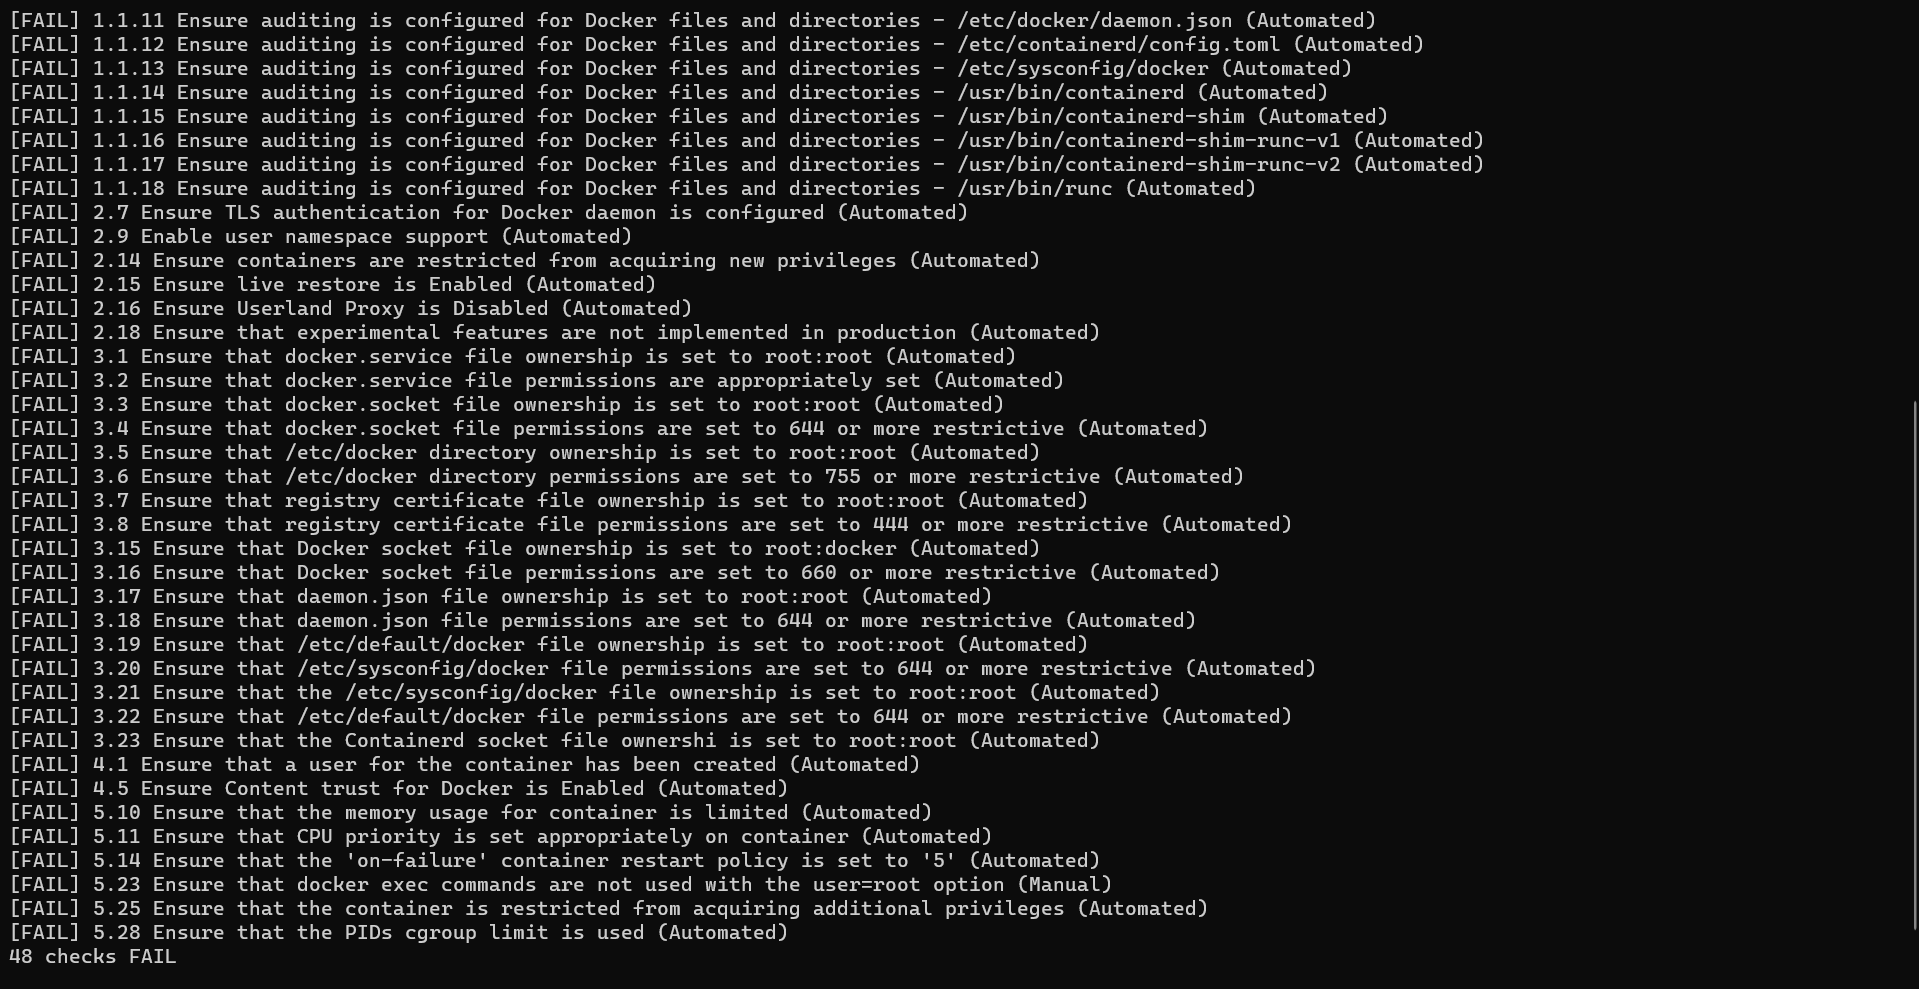 [FAIL] 1.1.11 Ensure auditing is configured for Docker files and directories - /etc/docker/daemon.json (Automated)
[FAIL] 1.1.12 Ensure auditing is configured for Docker files and directories - /etc/containerd/config.toml (Automated)
[FAIL] 1.1.13 Ensure auditing is configured for Docker files and directories - /etc/sysconfig/docker (Automated)
[FAIL] 1.1.14 Ensure auditing is configured for Docker files and directories - /usr/bin/containerd (Automated)
[FAIL] 1.1.15 Ensure auditing is configured for Docker files and directories - /usr/bin/containerd-shim (Automated)
[FAIL] 1.1.16 Ensure auditing is configured for Docker files and directories - /usr/bin/containerd-shim-runc-v1 (Automated)
[FAIL] 1.1.17 Ensure auditing is configured for Docker files and directories - /usr/bin/containerd-shim-runc-v2 (Automated)
[FAIL] 1.1.18 Ensure auditing is configured for Docker files and directories - /usr/bin/runc (Automated)
[FAIL] 2.7 Ensure TLS authentication for Docker daemon is configured (Automated)
[FAIL] 2.9 Enable user namespace support (Automated)
[FAIL] 2.14 Ensure containers are restricted from acquiring new privileges (Automated)
[FAIL] 2.15 Ensure live restore is Enabled (Automated)
[FAIL] 2.16 Ensure Userland Proxy is Disabled (Automated)
[FAIL] 2.18 Ensure that experimental features are not implemented in production (Automated)
[FAIL] 3.1 Ensure that docker.service file ownership is set to root:root (Automated)
[FAIL] 3.2 Ensure that docker.service file permissions are appropriately set (Automated)
[FAIL] 3.3 Ensure that docker.socket file ownership is set to root:root (Automated)
[FAIL] 3.4 Ensure that docker.socket file permissions are set to 644 or more restrictive (Automated)
[FAIL] 3.5 Ensure that /etc/docker directory ownership is set to root:root (Automated)
[FAIL] 3.6 Ensure that /etc/docker directory permissions are set to 755 or more restrictive (Automated)
[FAIL] 3.7 Ensure that registry certificate file ownership is set to root:root (Automated)
[FAIL] 3.8 Ensure that registry certificate file permissions are set to 444 or more restrictive (Automated)
[FAIL] 3.15 Ensure that Docker socket file ownership is set to root:docker (Automated)
[FAIL] 3.16 Ensure that Docker socket file permissions are set to 660 or more restrictive (Automated)
[FAIL] 3.17 Ensure that daemon.json file ownership is set to root:root (Automated)
[FAIL] 3.18 Ensure that daemon.json file permissions are set to 644 or more restrictive (Automated)
[FAIL] 3.19 Ensure that /etc/default/docker file ownership is set to root:root (Automated)
[FAIL] 3.20 Ensure that /etc/sysconfig/docker file permissions are set to 644 or more restrictive (Automated)
[FAIL] 3.21 Ensure that the /etc/sysconfig/docker file ownership is set to root:root (Automated)
[FAIL] 3.22 Ensure that /etc/default/docker file permissions are set to 644 or more restrictive (Automated)
[FAIL] 3.23 Ensure that the Containerd socket file ownershi is set to root:root (Automated)
[FAIL] 4.1 Ensure that a user for the container has been created (Automated)
[FAIL] 4.5 Ensure Content trust for Docker is Enabled (Automated)
[FAIL] 5.10 Ensure that the memory usage for container is limited (Automated)
[FAIL] 5.11 Ensure that CPU priority is set appropriately on container (Automated)
[FAIL] 5.14 Ensure that the 'on-failure' container restart policy is set to '5' (Automated)
[FAIL] 5.23 Ensure that docker exec commands are not used with the user=root option (Manual)
[FAIL] 5.25 Ensure that the container is restricted from acquiring additional privileges (Automated)
[FAIL] 5.28 Ensure that the PIDs cgroup limit is used (Automated)
48 checks FAIL